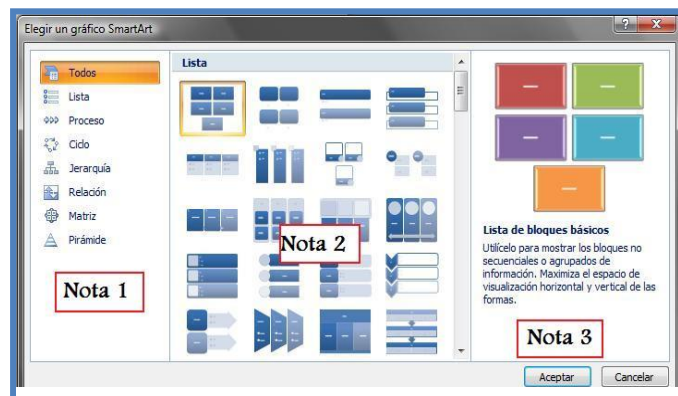 Elegir un gráfico SmartArt
Todos
Lista
Proceso
Ciclo
Jerarquía
Relación
Matriz
Pirámide
Nota 1
Lista
Nota 2
Lista de bloques básicos
Utilícelo para mostrar los bloques no
secuenciales o agrupados de
información. Maximiza el espacio de
visualización horizontal y vertical de las
formas.
Nota 3
Aceptar
Cancelar